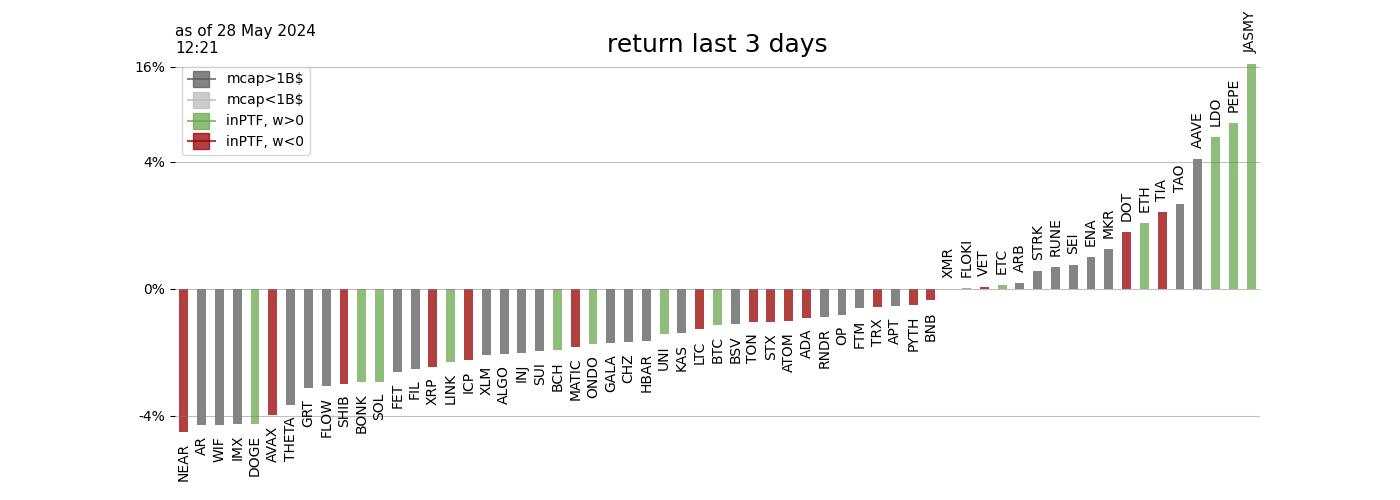 as of 28 May 2024
12:21
return last 3 days
16%
4%
0%
-4%
mcap>1B$
mcap<1B$
inPTF, w>0
inPTF, w<0
NEAR
AR
WIF
IMX
DOGE
AVAX
THETA
GRT
FLOW
SHIB
BONK
SOL
FET
FIL
XRP
LINK
ICP
XLM
ALGO
INJ
SUI
BCH
MATIC
ONDO
GALA
CHZ
HBAR
UNI
KAS
LTC
BTC
BSV
TON
STX
ATOM
ADA
RNDR
OP
FTM
TRX
APT
PYTH
BNB
XMR
FLOKI
VET
ETC
ARB
STRK
RUNE
SEI
ENA
MKR
DOT
ETH
TIA
TAO
AAVE
LDO
PEPE
JASMY